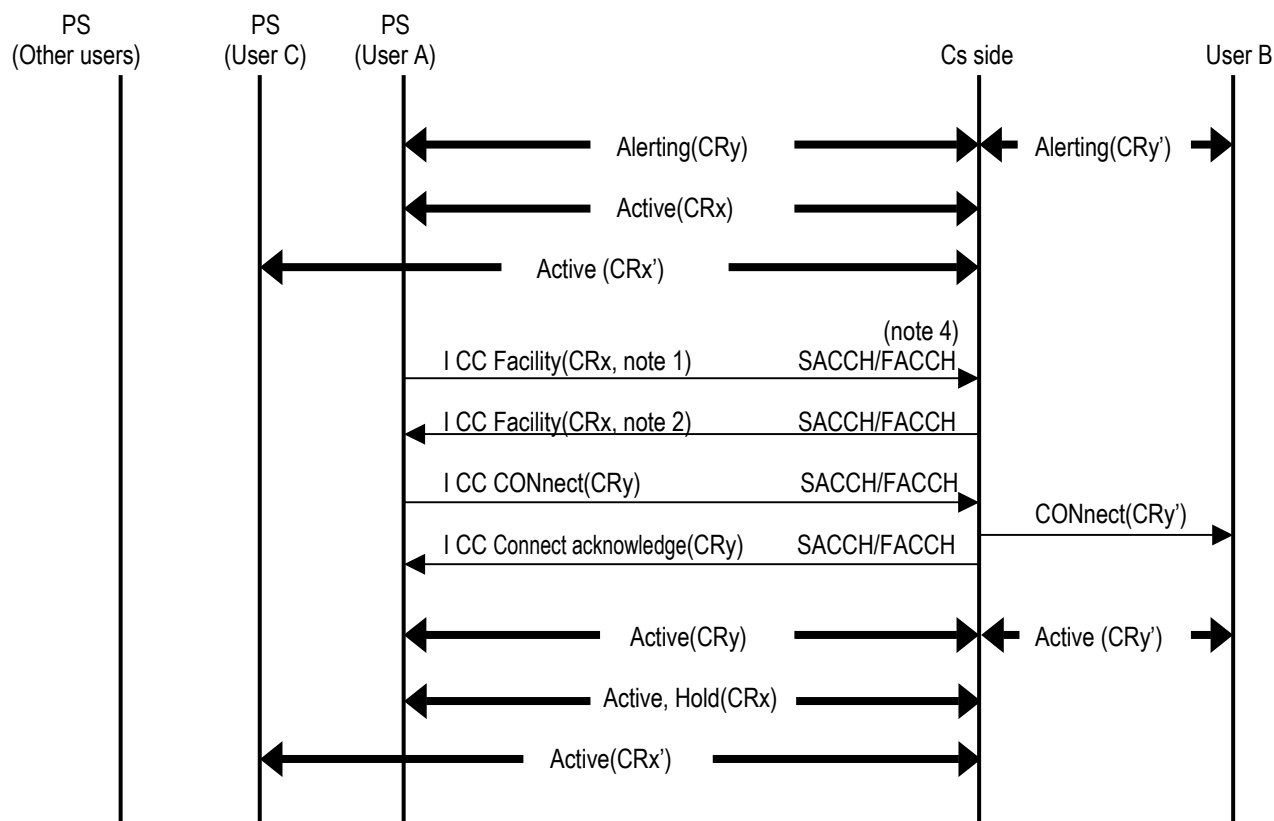 PS
(Other users)
PS
(User C)
PS
(User A)
Cs side
User B
Alerting(CRy)
Alerting(CRy’)
Active(CRx)
Active (CRx’)
(note 4)
I CC Facility(CRx, note 1)
SACCH/FACCH
I CC Facility(CRx, note 2)
SACCH/FACCH
I CC CONnect(CRy)
SACCH/FACCH
CONnect(CRy’)
I CC Connect acknowledge(CRy)
SACCH/FACCH
Active(CRy)
Active (CRy’)
Active, Hold(CRx)
Active(CRx’)